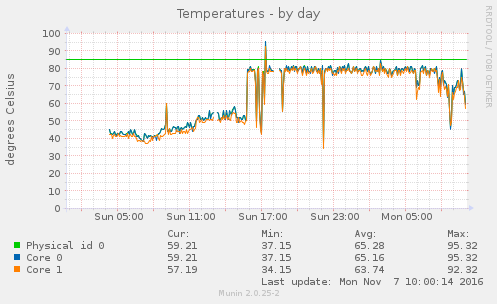 Temperatures - by day
RRDTOOL / TOBI OETIKER
degrees Celsius
100
90
80
70
60
50
40
30
20
10
0
Sun 05:00 Sun 11:00 Sun 17:00 Sun 23:00 Mon 05:00
Cur: Min: Avg: Max:
Physical id 0 59.21 37.15 65.28 95.32
Core 0 59.21 37.15 65.16 95.32
Core 1 57.19 34.15 63.74 92.32
Last update: Mon Nov 7 10:00:14 2016
Munin 2.0.25-2